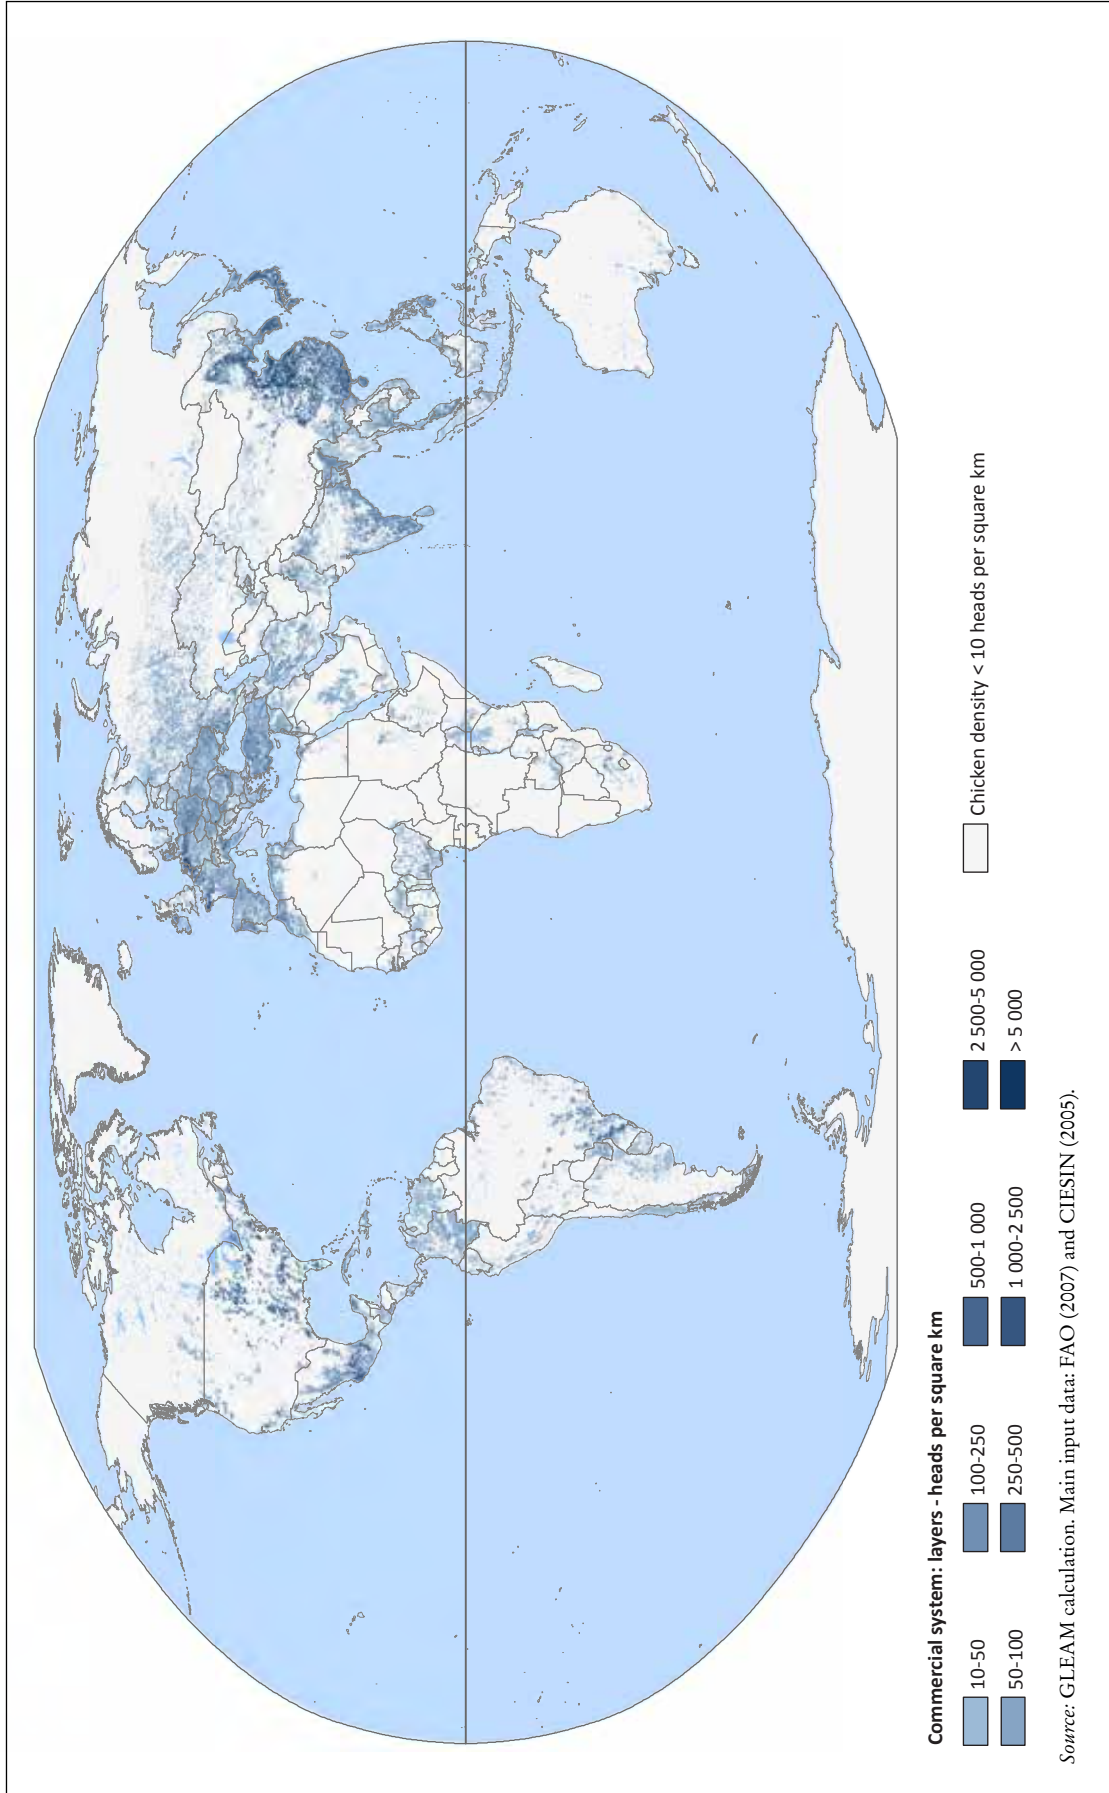 Commercial system: layers - heads per square km
10-50
100-250
500-1 000
2 500-5 000
Chicken density < 10 heads per square km
50-100
250-500
1 000-2 500
> 5 000
Source: GLEAM calculation. Main input data: FAO (2007) and CIESIN (2005).